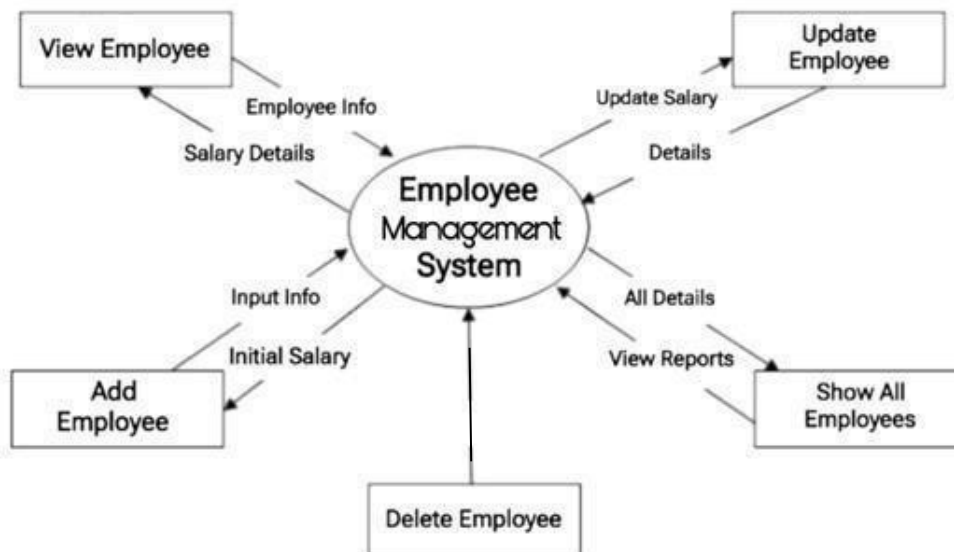 View Employee
Update
Employee
Employee Info
Update Salary
Salary Details
Details
Employee
Management
System
Input Info
All Details
Initial Salary
View Reports
Add
Employee
Show All
Employees
Delete Employee